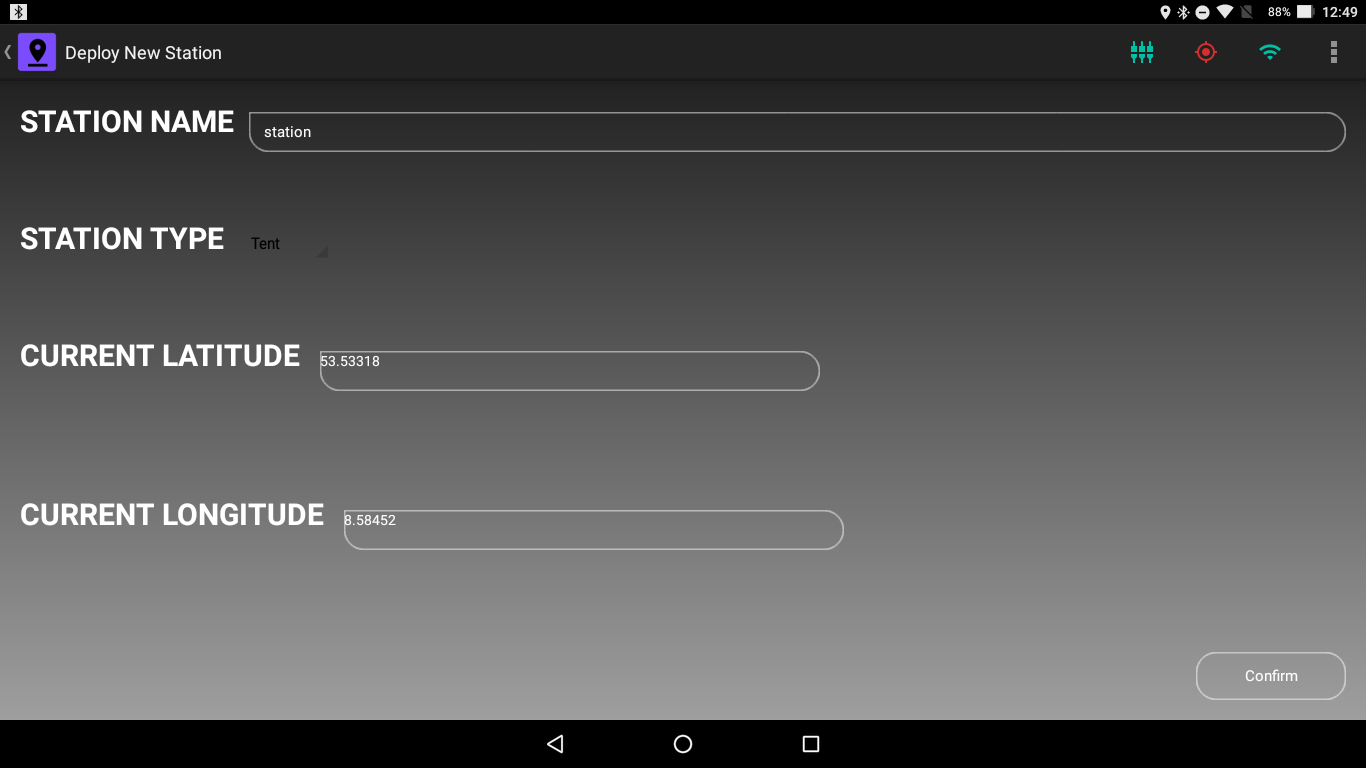 88% 12:49
Deploy New Station
STATION NAME station
STATION TYPE Tent
CURRENT LATITUDE 53.53318
CURRENT LONGITUDE 8.58452
Confirm